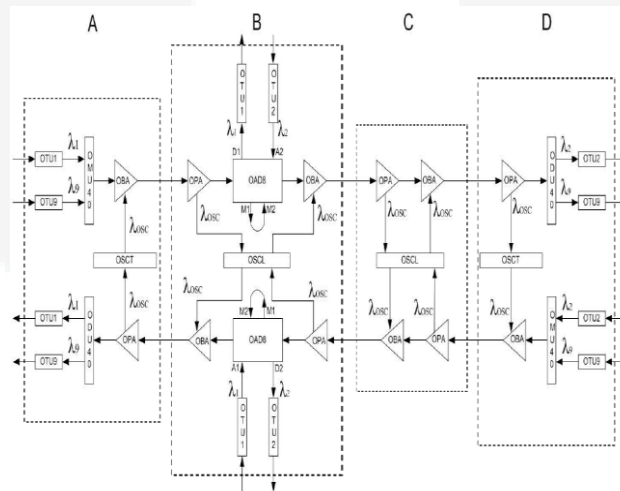 A B C D
OTU1 OTU2
λ1 λ2
D1 A2
λ1 λ2
OTU1 OMU40 OBA OPA OAD8 OBA OPA OBA OPA ODU40 OTU2
λ9 M1 M2 λ9
OTU9 OTU9
λOSC λOSC λOSC λOSC λOSC λOSC
OSCT OSCL OSCL OSCT
λOSC λOSC λOSC λOSC λOSC λOSC
λ1 M2 M1 λ2
OTU1 ODU40 OPA OBA OAD8 OPA OBA OPA OBA OMU40 OTU2
λ9 λ9
OTU9 OTU9
A1 D2
λ1 λ2
OTU1 OTU2